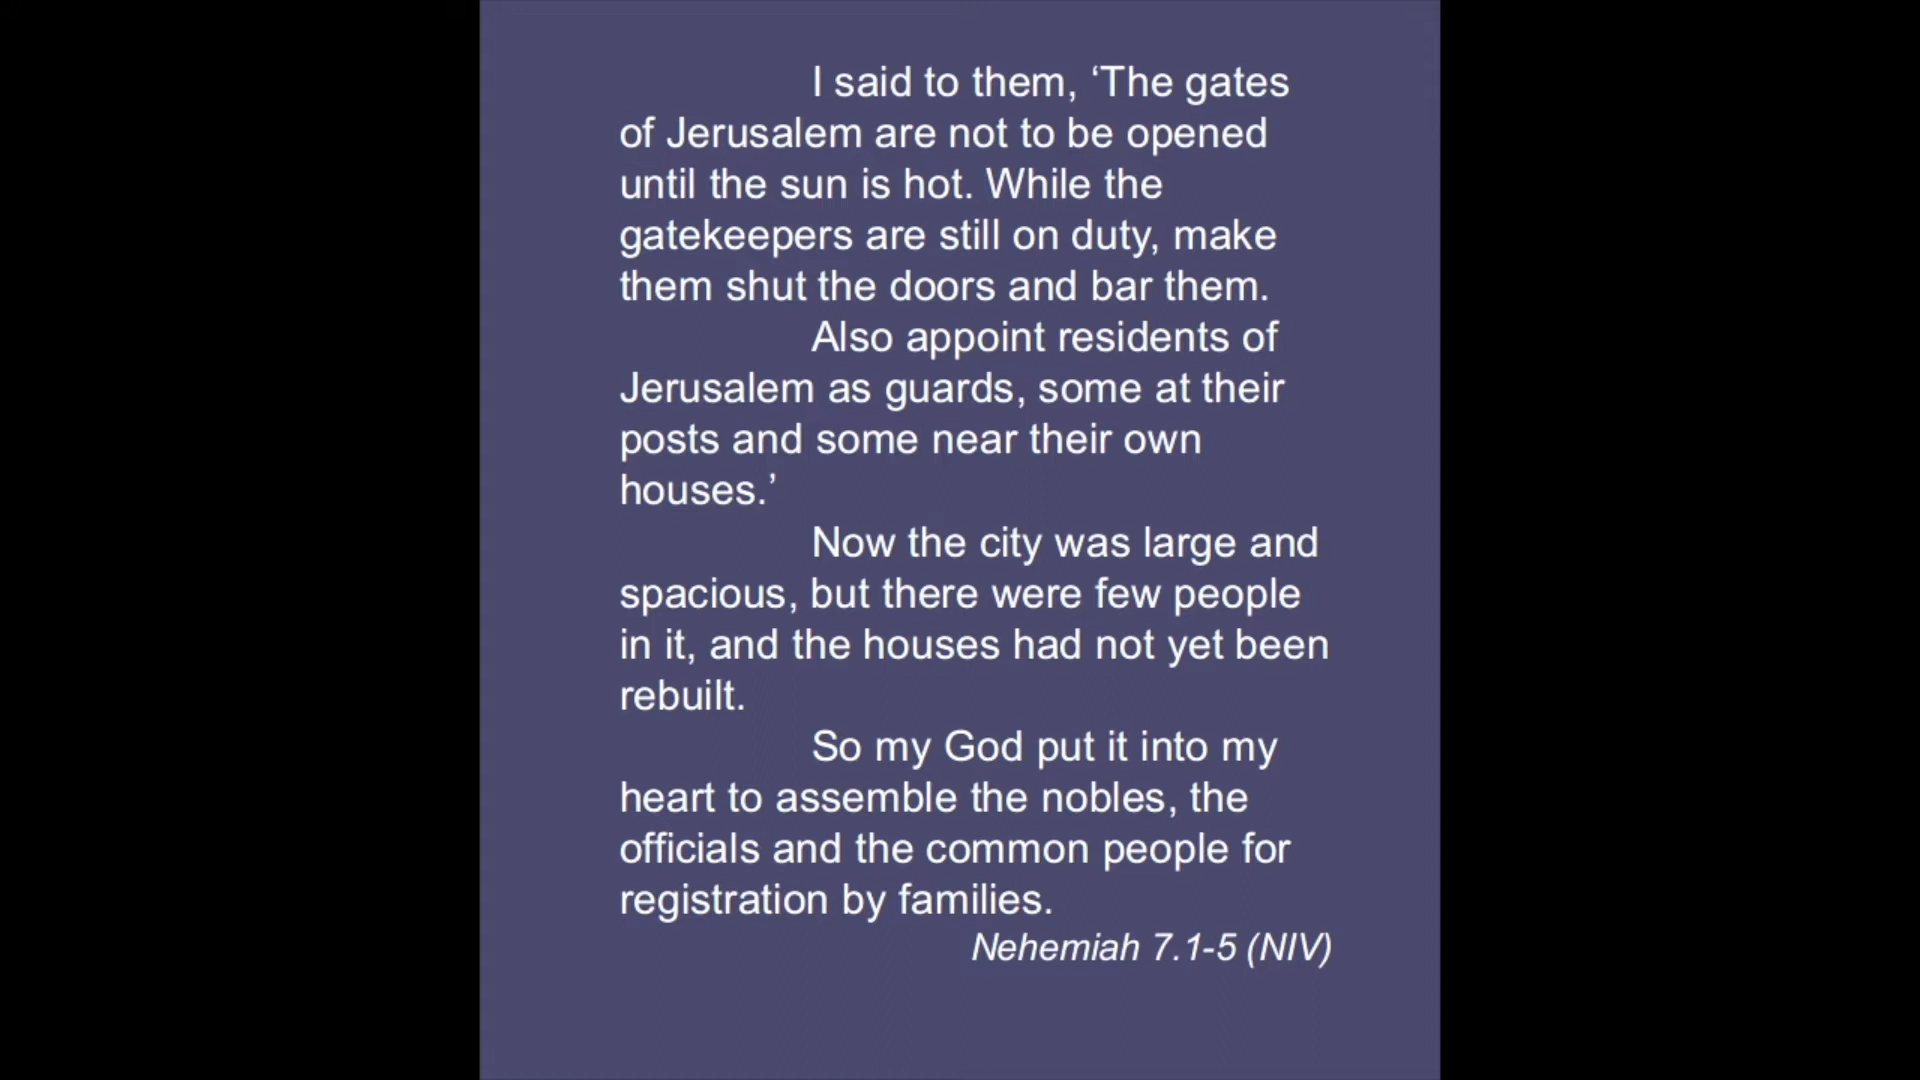 I said to them, ‘The gates
of Jerusalem are not to be opened
until the sun is hot. While the
gatekeepers are still on duty, make
them shut the doors and bar them.
Also appoint residents of
Jerusalem as guards, some at their
posts and some near their own
houses.’
Now the city was large and
spacious, but there were few people
in it, and the houses had not yet been
rebuilt.
So my God put it into my
heart to assemble the nobles, the
officials and the common people for
registration by families.
Nehemiah 7.1-5 (NIV)